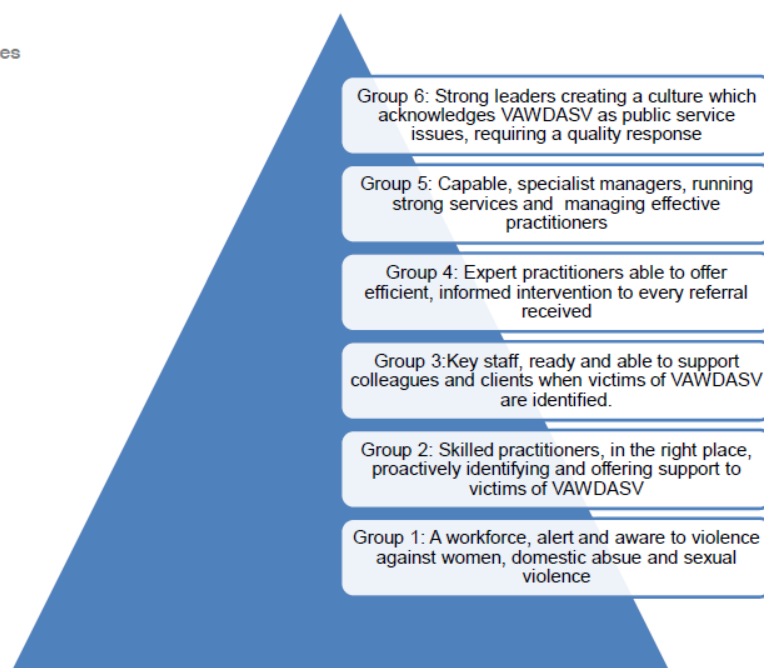 es
Group 6: Strong leaders creating a culture which
acknowledges VAWDASV as public service
issues, requiring a quality response
Group 5: Capable, specialist managers, running
strong services and managing effective
practitioners
Group 4: Expert practitioners able to offer
efficient, informed intervention to every referral
received
Group 3:Key staff, ready and able to support
colleagues and clients when victims of VAWDASV
are identified.
Group 2: Skilled practitioners, in the right place,
proactively identifying and offering support to
victims of VAWDASV
Group 1: A workforce, alert and aware to violence
against women, domestic absue and sexual
violence